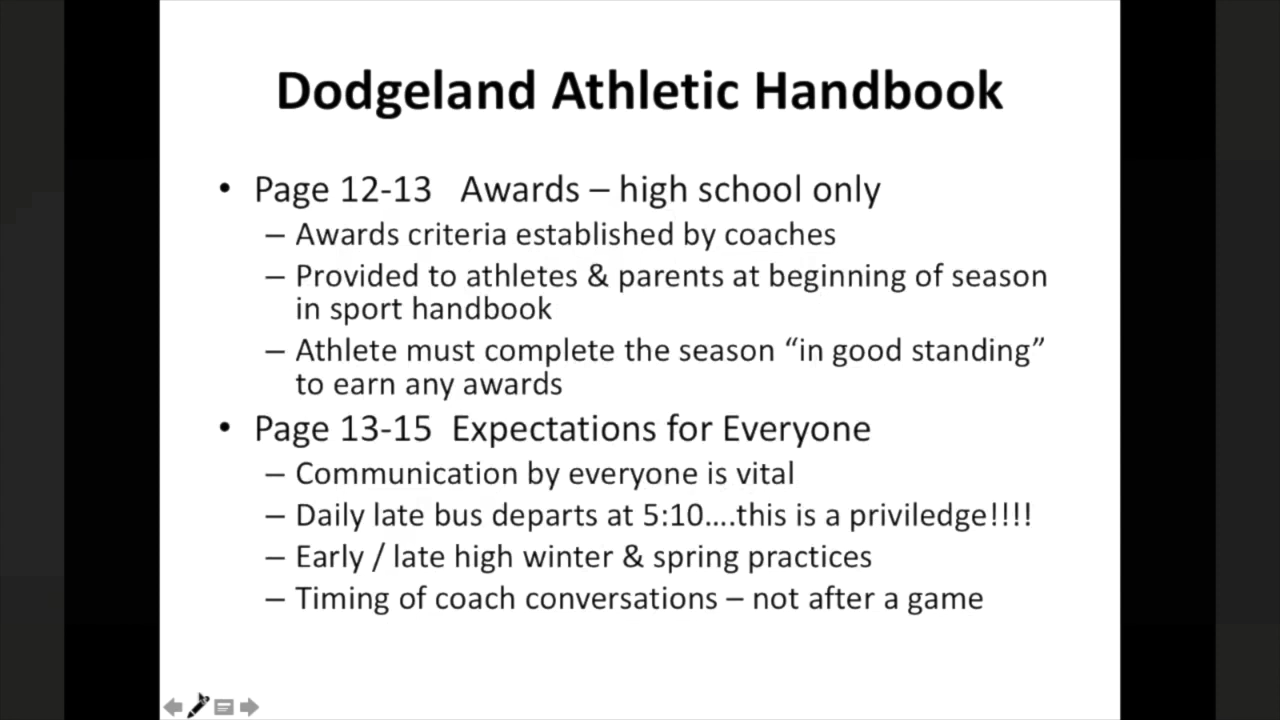 Dodgeland Athletic Handbook
• Page 12-13 Awards – high school only
– Awards criteria established by coaches
– Provided to athletes & parents at beginning of season
in sport handbook
– Athlete must complete the season “in good standing”
to earn any awards
• Page 13-15 Expectations for Everyone
– Communication by everyone is vital
– Daily late bus departs at 5:10....this is a priviledge!!!!
– Early / late high winter & spring practices
– Timing of coach conversations – not after a game